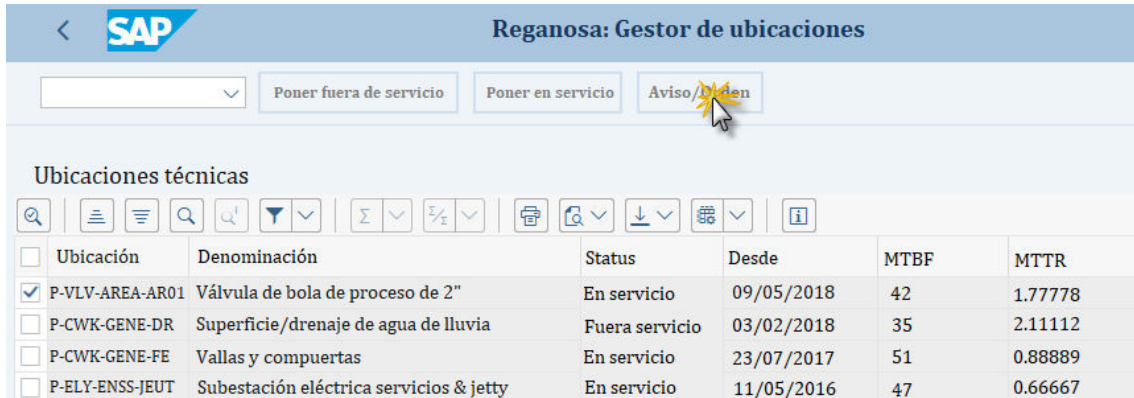 SAP Reganosa: Gestor de ubicaciones
Poner fuera de servicio Poner en servicio Aviso/Orden
Ubicaciones técnicas
Ubicación Denominación Status Desde MTBF MTTR
P-VLV-AREA-AR01 Válvula de bola de proceso de 2" En servicio 09/05/2018 42 1.77778
P-CWK-GENE-DR Superficie/drenaje de agua de lluvia Fuera servicio 03/02/2018 35 2.11112
P-CWK-GENE-FE Vallas y compuertas En servicio 23/07/2017 51 0.88889
P-ELY-ENSS-JEUT Subestación eléctrica servicios & jetty En servicio 11/05/2016 47 0.66667